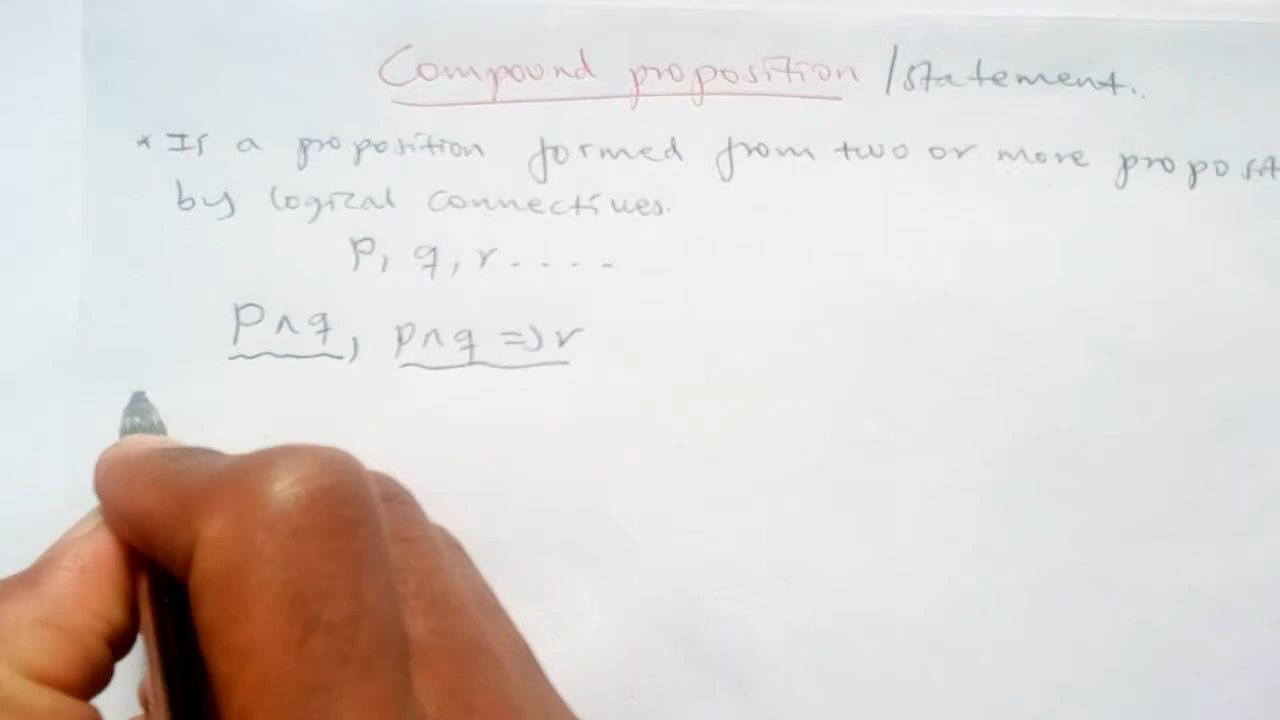 Compound proposition /statement..
* Is a proposition formed from two or more proposit
by logical connectives.
p, q, r.....
p∧q, p∧q ⇒ r